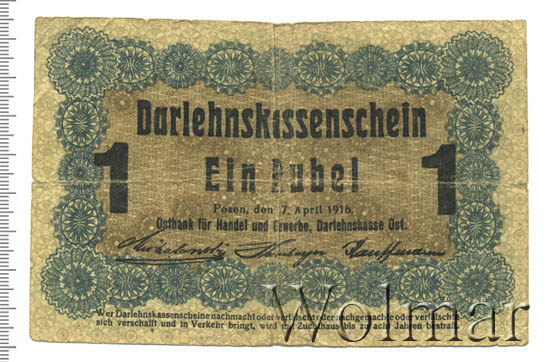 Darlehnskassenschein
1 Ein Rubel 1
Posen, den 7. April 1916.
Ostbank für Handel und Gewerbe, Darlehnskasse Ost.
Kauffmann
Wer Darlehnskassenscheine nachmacht oder verfälscht oder nachgemachte oder verfälschte
sich verschafft und in Verkehr bringt, wird mit Zuchthaus bis zu acht Jahren bestraft.
Wolmar